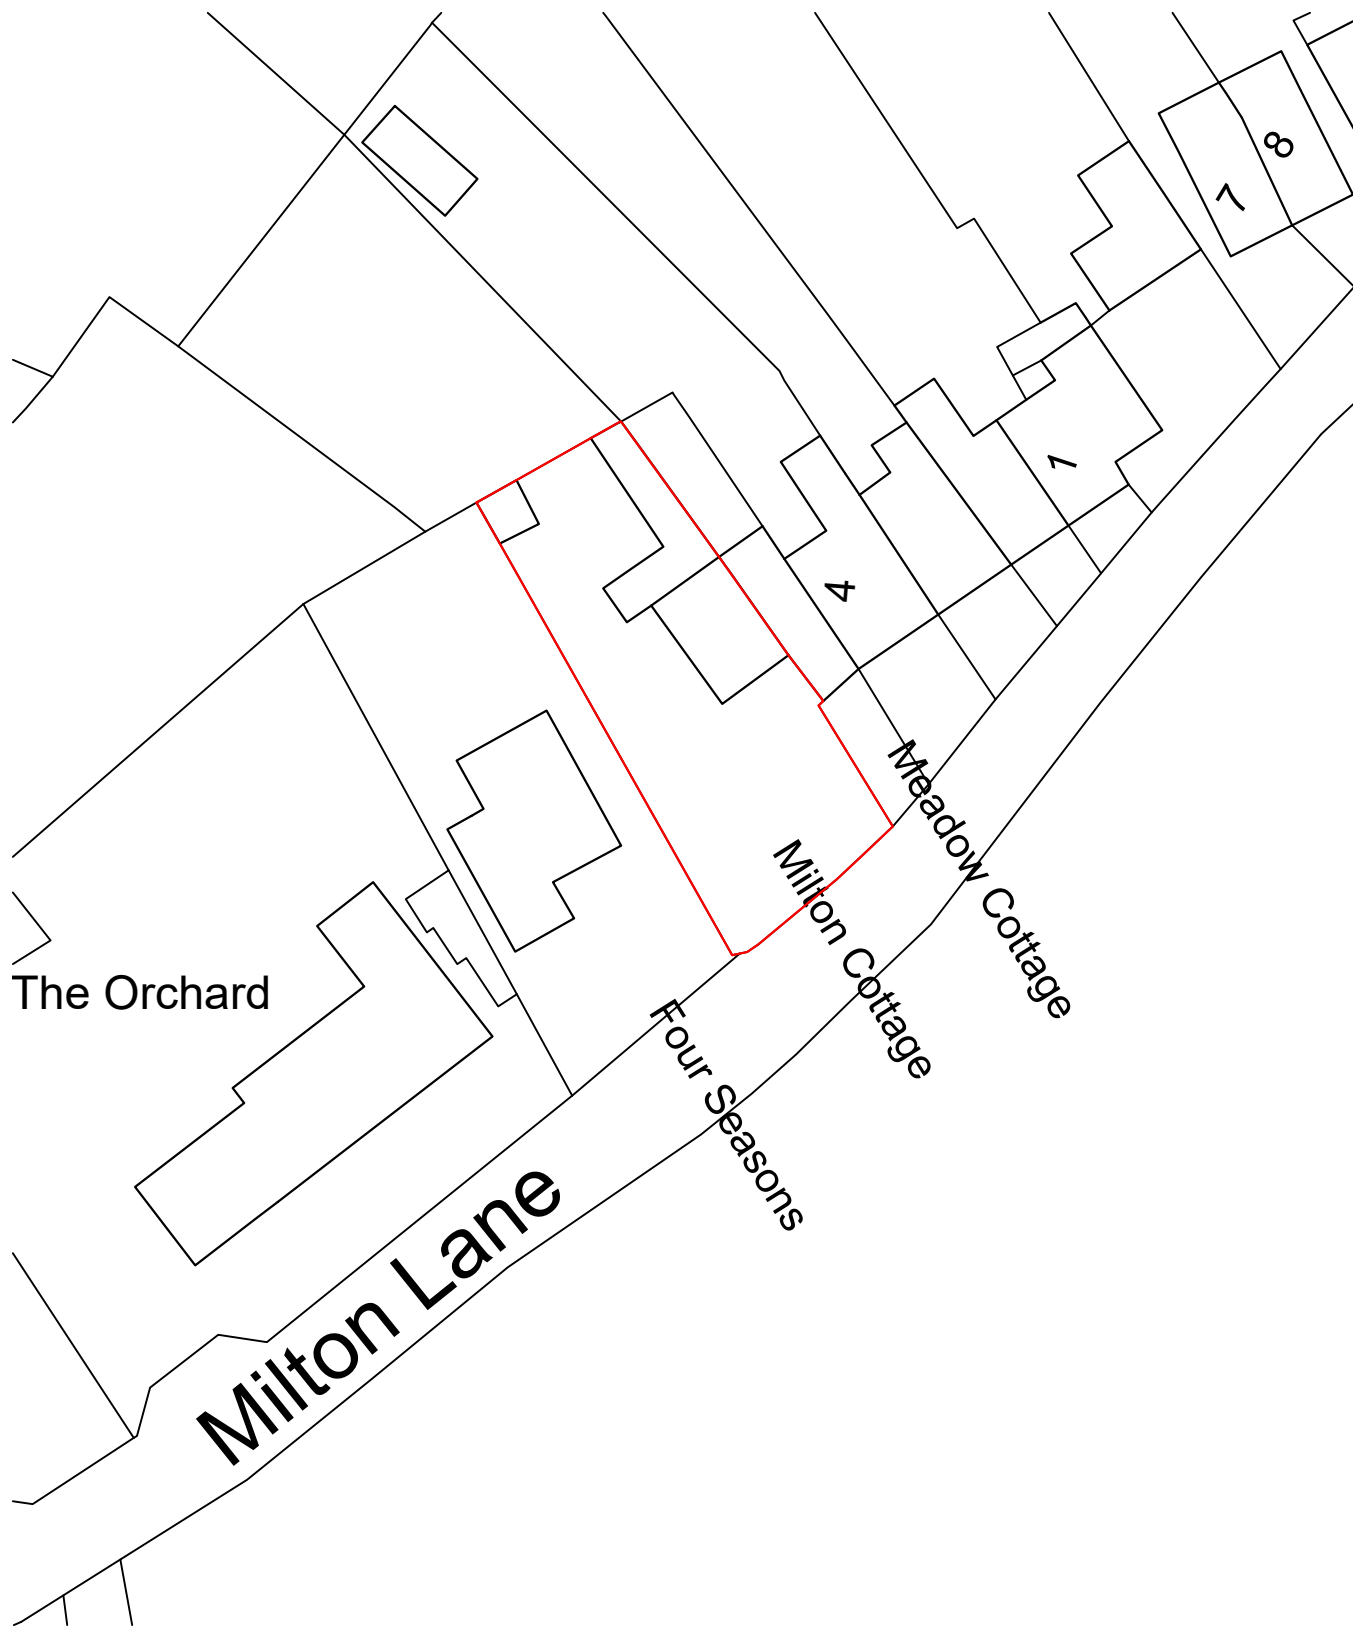 8
7
1
4
Meadow Cottage
Milton Cottage
The Orchard
Four Seasons
Milton Lane